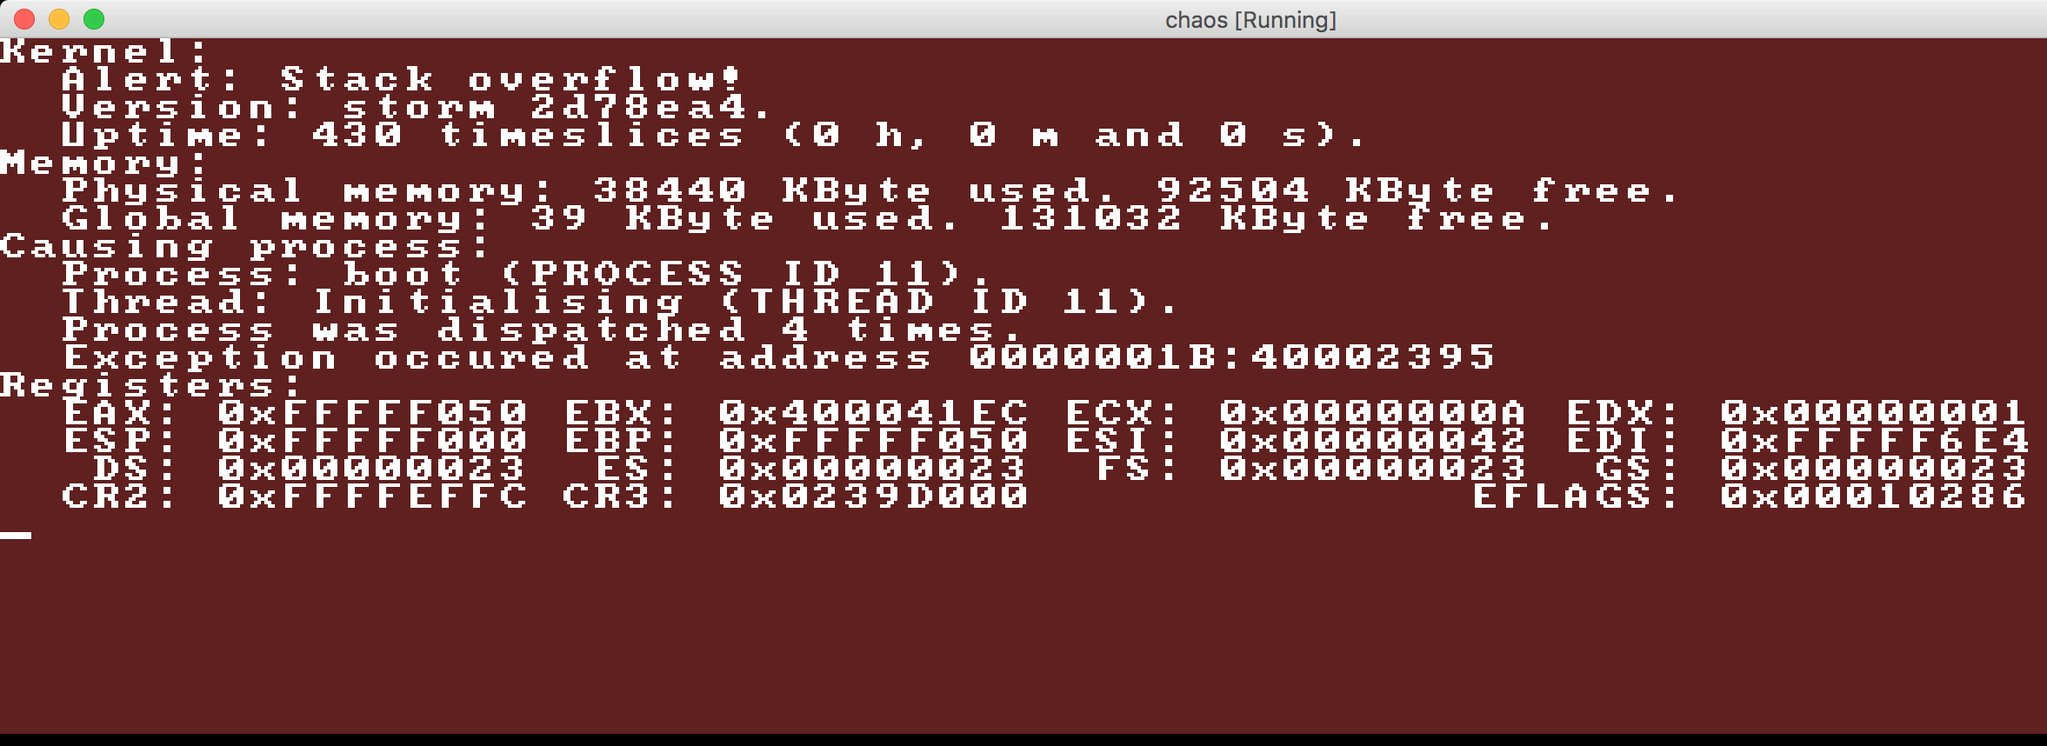 chaos [Running]
Kernel:
Alert: Stack overflow!
Version: storm 2d78ea4.
Uptime: 430 timeslices (0 h, 0 m and 0 s).
Memory:
Physical memory: 38440 KByte used. 92504 KByte free.
Global memory: 39 KByte used. 131032 KByte free.
Causing process:
Process: boot (PROCESS ID 11).
Thread: Initialising (THREAD ID 11).
Process was dispatched 4 times.
Exception occured at address 0000001B:40002395
Registers:
EAX: 0xFFFFF050 EBX: 0x400041EC ECX: 0x0000000A EDX: 0x00000001
ESP: 0xFFFFF000 EBP: 0xFFFFF050 ESI: 0x00000042 EDI: 0xFFFFF6E4
DS: 0x00000023 ES: 0x00000023 FS: 0x00000023 GS: 0x00000023
CR2: 0xFFFFEFFC CR3: 0x0239D000 EFLAGS: 0x00010286